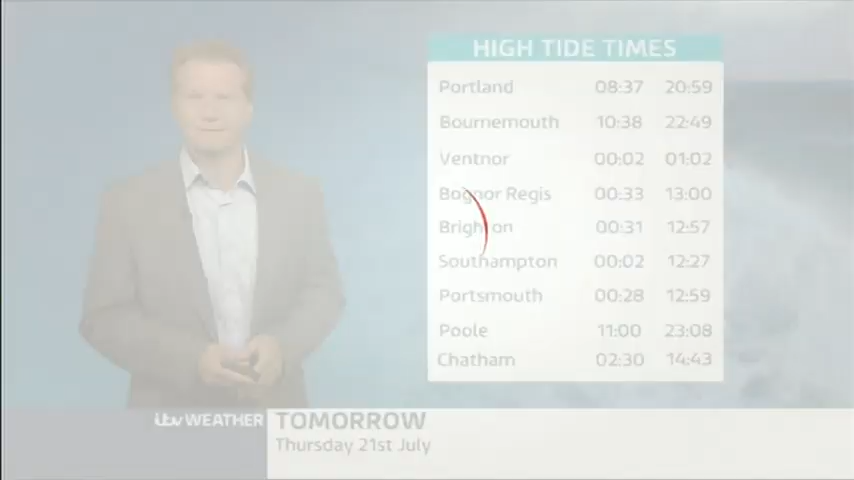 HIGH TIDE TIMES
Portland 08:37 20:59
Bournemouth 10:38 22:49
Ventnor 00:02 01:02
Bognor Regis 00:33 13:00
Brighton 00:31 12:57
Southampton 00:02 12:27
Portsmouth 00:28 12:59
Poole 11:00 23:08
Chatham 02:30 14:43
itv WEATHER TOMORROW
Thursday 21st July